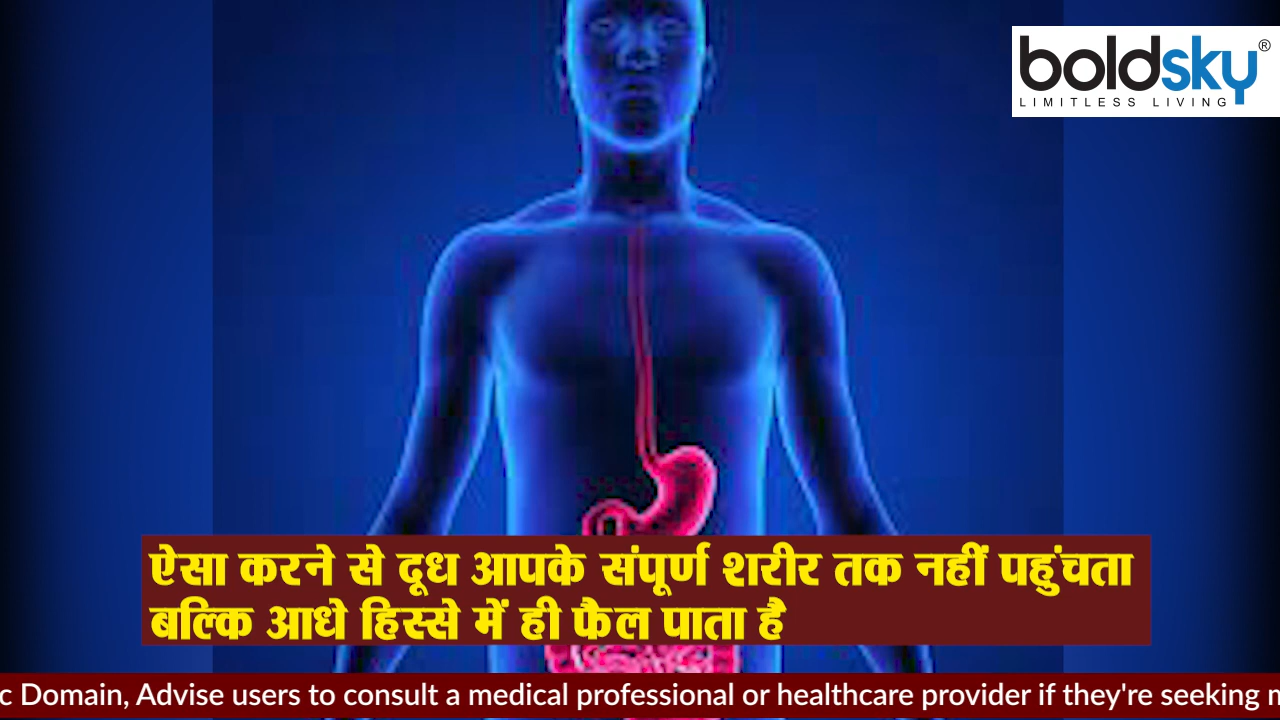 boldsky®
LIMITLESS LIVING
ऐसा करने से दूध आपके संपूर्ण शरीर तक नहीं पहुंचता
बल्कि आधे हिस्से में ही फैल पाता है
c Domain, Advise users to consult a medical professional or healthcare provider if they're seeking